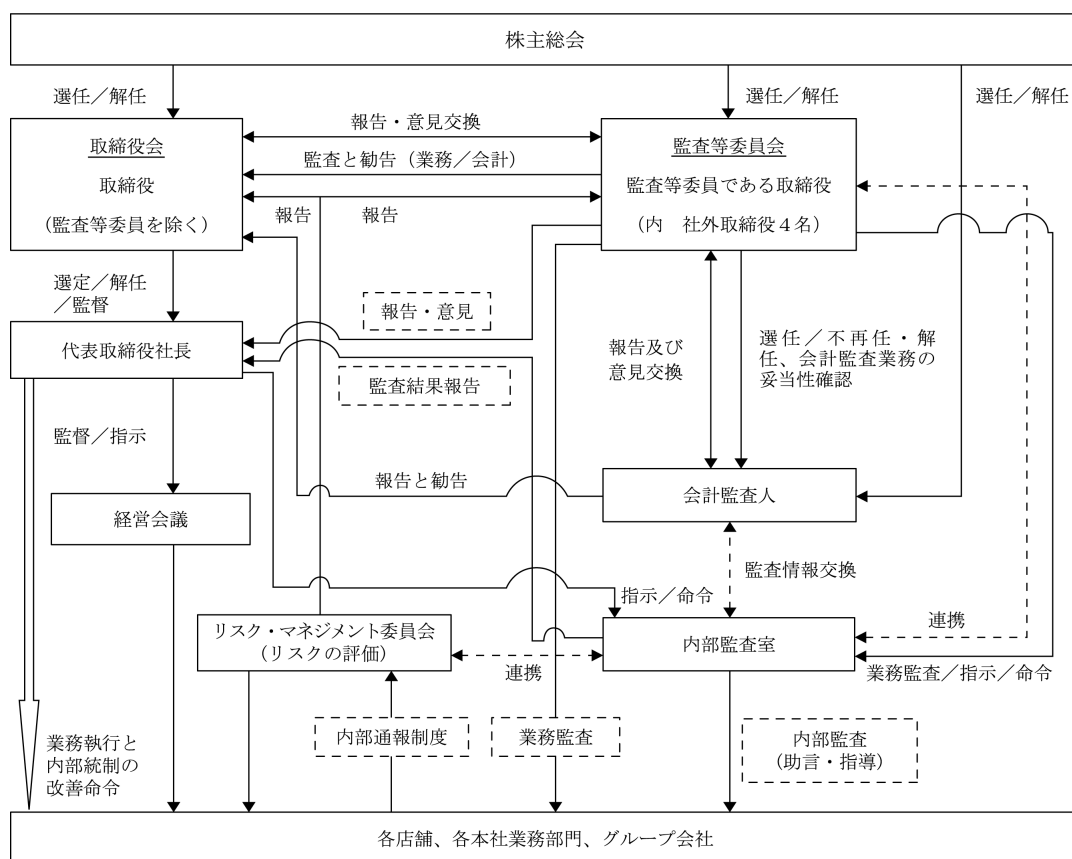 株主総会
選任／解任
選任／解任
選任／解任
取締役会
取締役
（監査等委員を除く）
報告・意見交換
監査と勧告（業務／会計）
報告
報告
監査等委員会
監査等委員である取締役
（内　社外取締役４名）
選定／解任
／監督
報告・意見
代表取締役社長
監査結果報告
報告及び
意見交換
選任／不再任・解
任、会計監査業務の
妥当性確認
監督／指示
報告と勧告
会計監査人
経営会議
監査情報交換
指示／命令
リスク・マネジメント委員会
（リスクの評価）
連携
内部監査室
連携
業務監査／指示／命令
業務執行と
内部統制の
改善命令
内部通報制度
業務監査
内部監査
（助言・指導）
各店舗、各本社業務部門、グループ会社